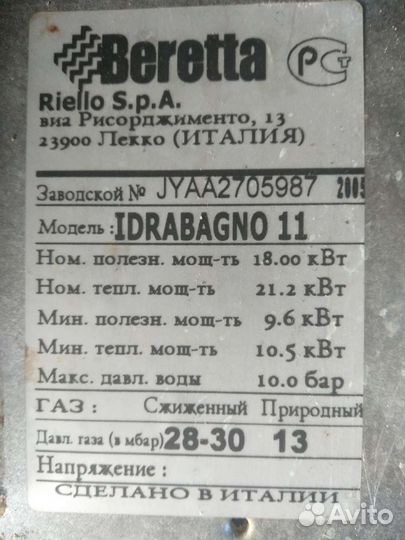 Beretta РСт
Riello S.p.A.
виа Рисорджименто, 13
23900 Лекко (ИТАЛИЯ)
Заводской № JYAA2705987 2005
Модель : IDRABAGNO 11
Ном. полезн. мощ-ть 18.00 кВт
Ном. тепл. мощ-ть 21.2 кВт
Мин. полезн. мощ-ть 9.6 кВт
Мин. тепл. мощ-ть 10.5 кВт
Макс. давл. воды 10.0 бар
ГАЗ : Сжиженный Природный
Давл. газа (в мбар) 28-30 13
Напряжение :
СДЕЛАНО В ИТАЛИИ
Avito